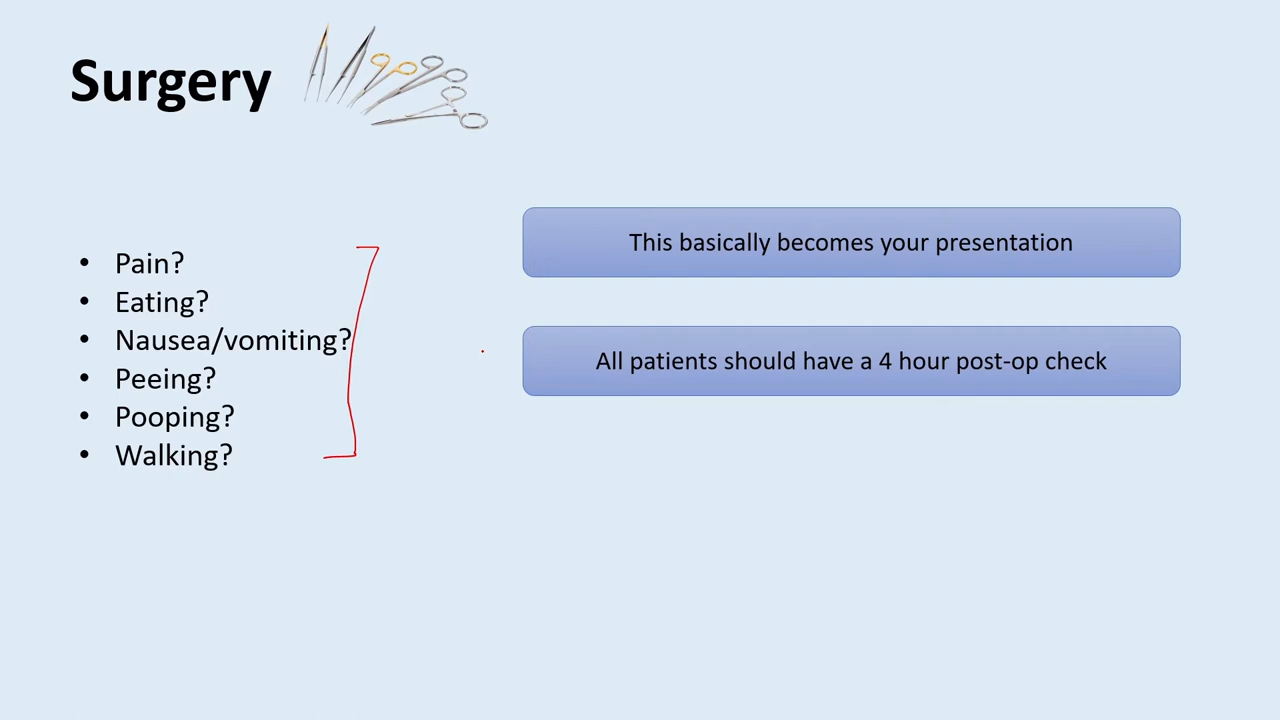 Surgery
• Pain?
• Eating?
• Nausea/vomiting?
• Peeing?
• Pooping?
• Walking?
This basically becomes your presentation
All patients should have a 4 hour post-op check